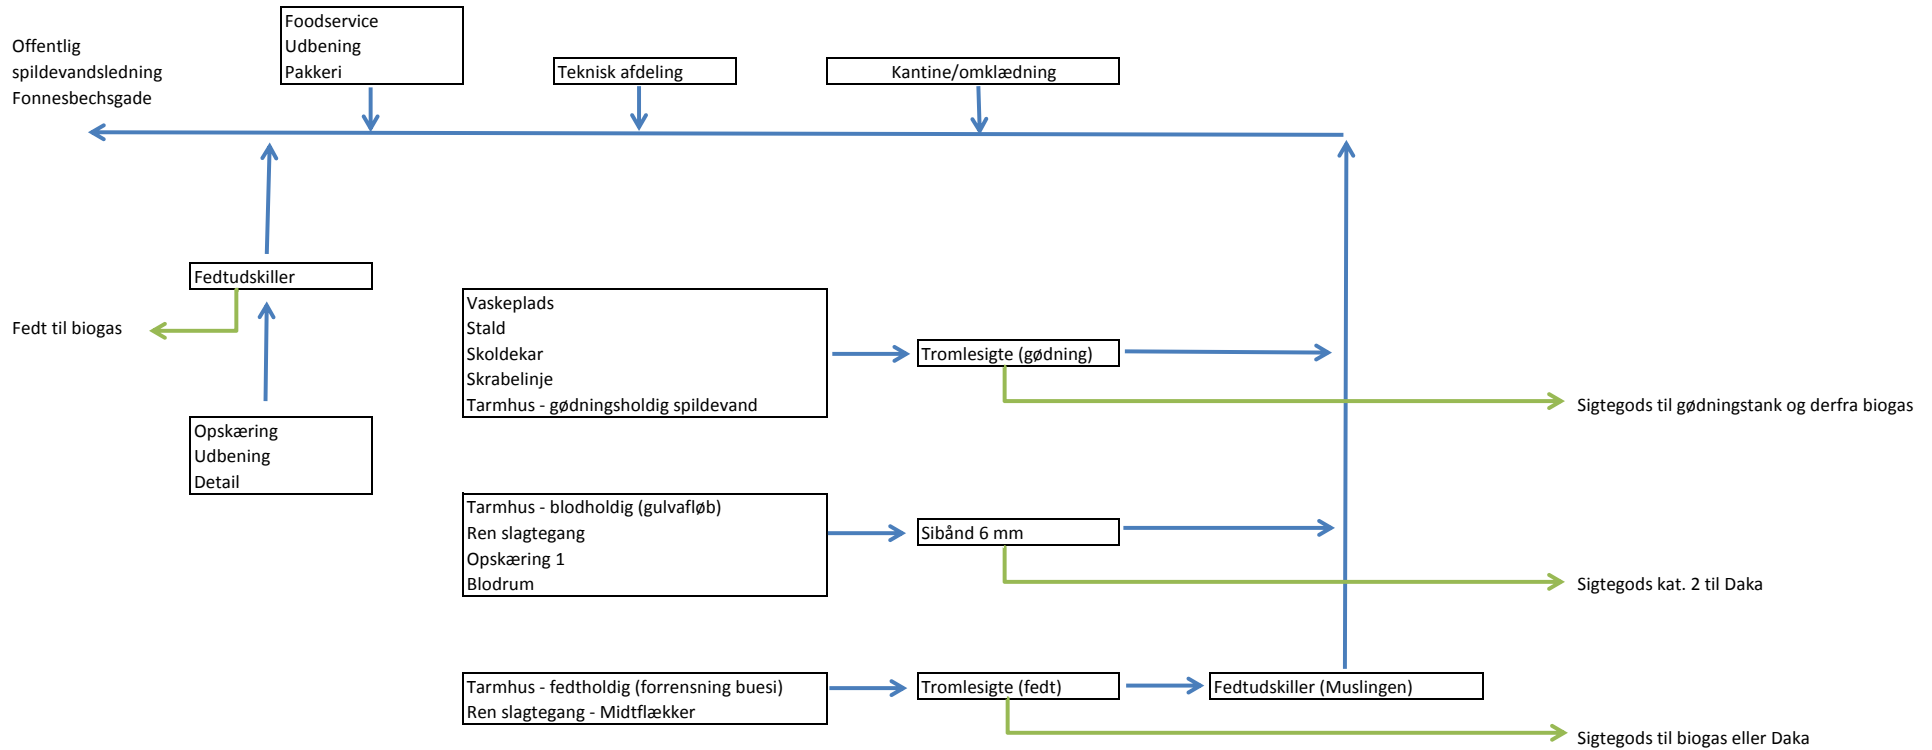 Offentlig
spildevandsledning
Fonnesbechsgade
Foodservice
Udbening
Pakkeri
Teknisk afdeling
Kantine/omklædning
Fedtudskiller
Fedt til biogas
Opskæring
Udbening
Detail
Vaskeplads
Stald
Skoldekar
Skrabelinje
Tarmhus - gødningsholdig spildevand
Tromlesigte (gødning)
Sigtegods til gødningstank og derfra biogas
Tarmhus - blodholdig (gulvafløb)
Ren slagtegang
Opskæring 1
Blodrum
Sibånd 6 mm
Sigtegods kat. 2 til Daka
Tarmhus - fedtholdig (forrensning buesi)
Ren slagtegang - Midtflækker
Tromlesigte (fedt)
Fedtudskiller (Muslingen)
Sigtegods til biogas eller Daka